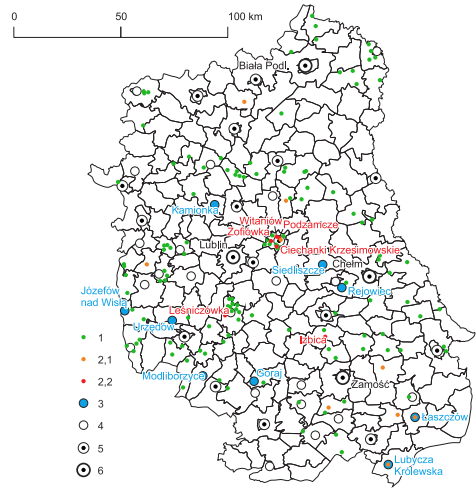 0 50 100 km
Biała Podl.
Kamionka
Witaniów
Podzamcze
Zofiówka
Lublin
Ciechanki Krzesimowskie
Siedliszcze
Chełm
Rejowiec
Józefów
nad Wisłą
Leśniczówka
Urzędów
Izbica
Modliborzyce
Goraj
Zamość
Łaszczów
Lubycza
Królewska
1
2,1
2,2
3
4
5
6